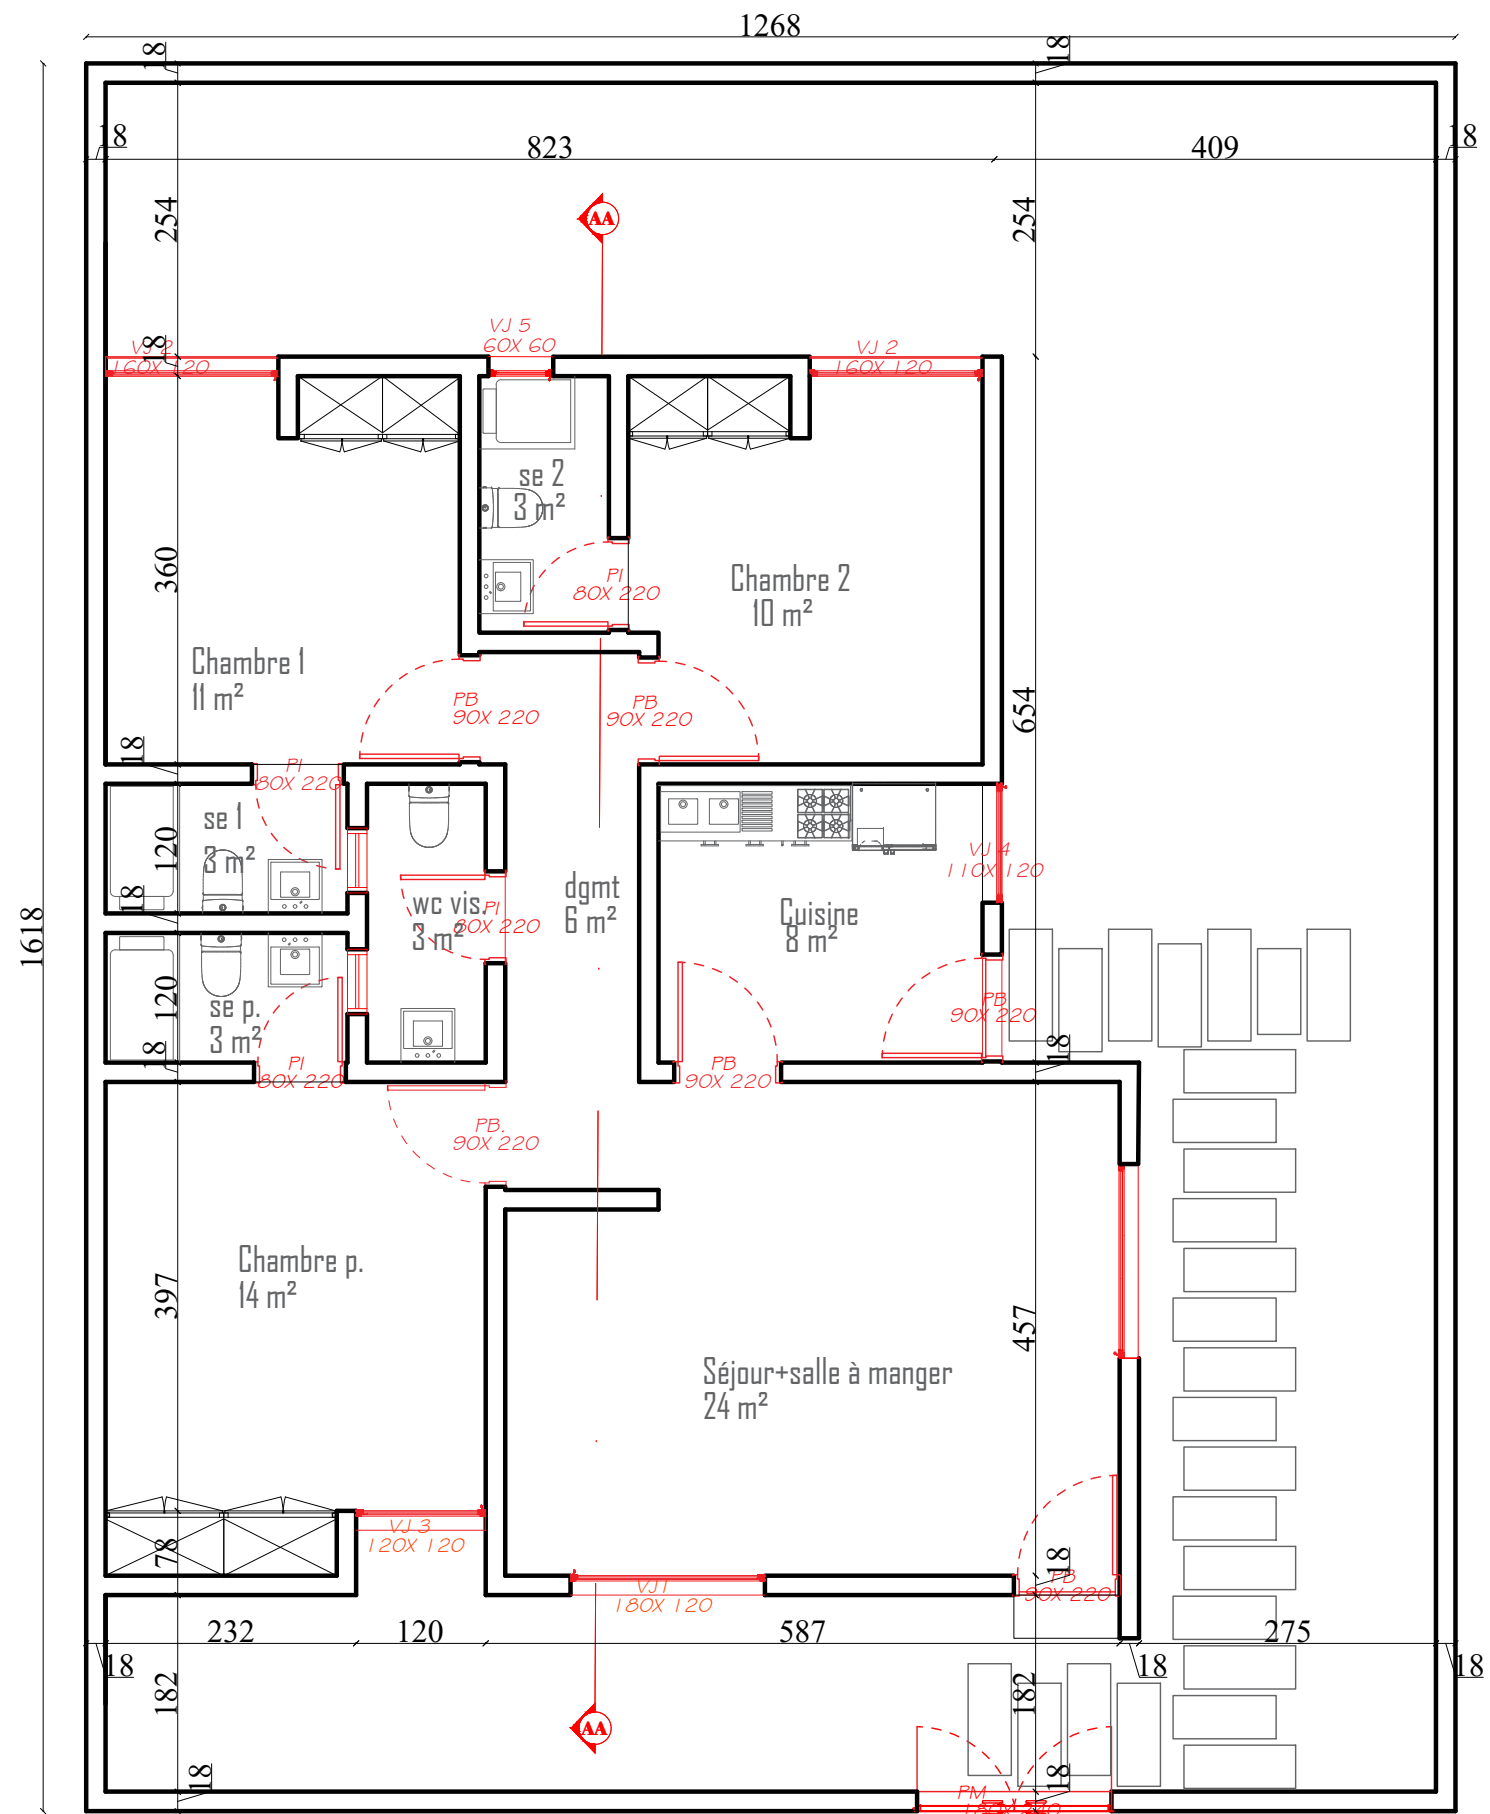 1268
18
18
18
823
409
18
254
254
AA
VJ 5
60X 60
VJ 2
160X 120
18
VJ 2
160X 120
se 2
3 m²
360
PI
80X 220
Chambre 2
10 m²
Chambre 1
11 m²
PB
90X 220
PB
90X 220
654
18
PI
80X 220
se 1
3 m²
120
VJ 4
110X 120
dgmt
6 m²
wc vis.
3 m²
PI
80X 220
Cuisine
8 m²
18
1618
120
se p.
3 m²
PB
90X 220
18
18
PI
80X 220
PB
90X 220
PB.
90X 220
Chambre p.
14 m²
397
457
Séjour+salle à manger
24 m²
VJ 3
120X 120
78
18
VJ1
180X 120
PB
90X 220
232
120
587
275
18
18
18
182
182
AA
18
18
PM
180X 240